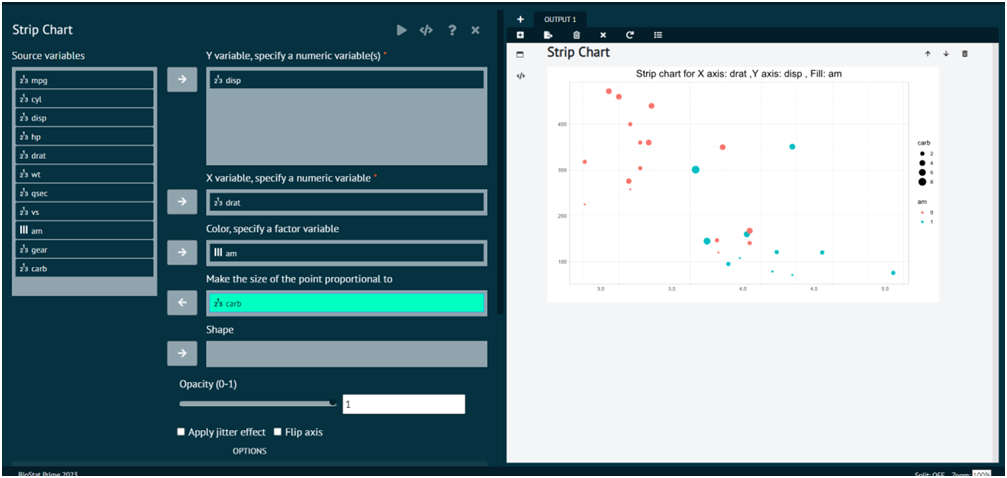 Strip Chart
Source variables
mpg
cyl
disp
hp
drat
wt
qsec
vs
am
gear
carb
Y variable, specify a numeric variable(s) *
disp
X variable, specify a numeric variable *
drat
Color, specify a factor variable
am
Make the size of the point proportional to
carb
Shape
Opacity (0-1)
1
Apply jitter effect Flip axis
OPTIONS
BioStat Prime 2023
OUTPUT 1
Strip Chart
Strip chart for X axis: drat ,Y axis: disp , Fill: am
400
300
200
100
3.0 3.5 4.0 4.5 5.0
carb
2
4
6
8
am
0
1
Split: OFF Zoom: 100%